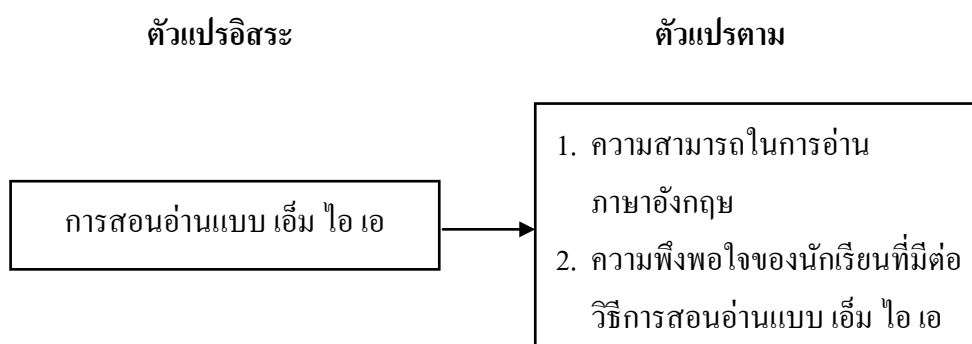 ตัวแปรอิสระ
ตัวแปรตาม
การสอนอ่านแบบ เอ็ม ไอ เอ
1. ความสามารถในการอ่าน
ภาษาอังกฤษ
2. ความพึงพอใจของนักเรียนที่มีต่อ
วิธีการสอนอ่านแบบ เอ็ม ไอ เอ